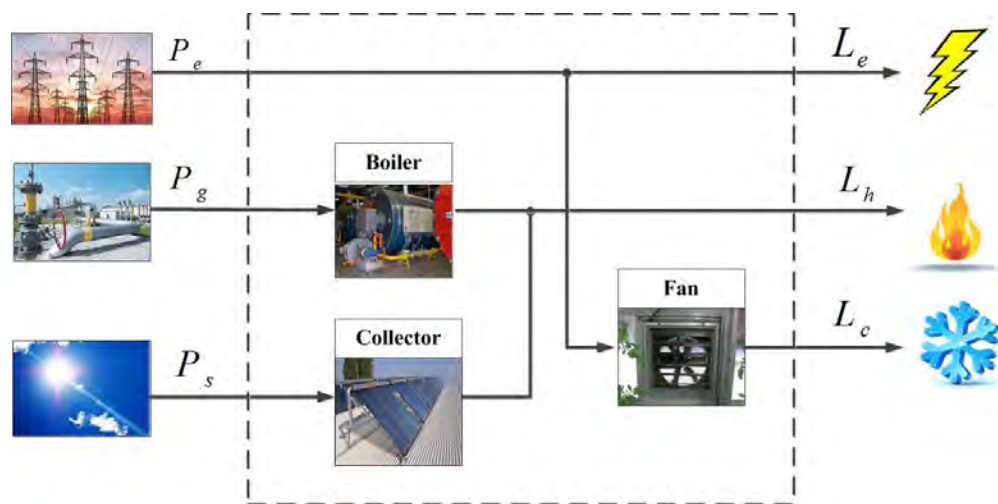 P_e
L_e
P_g
Boiler
L_h
Fan
Collector
L_c
P_s